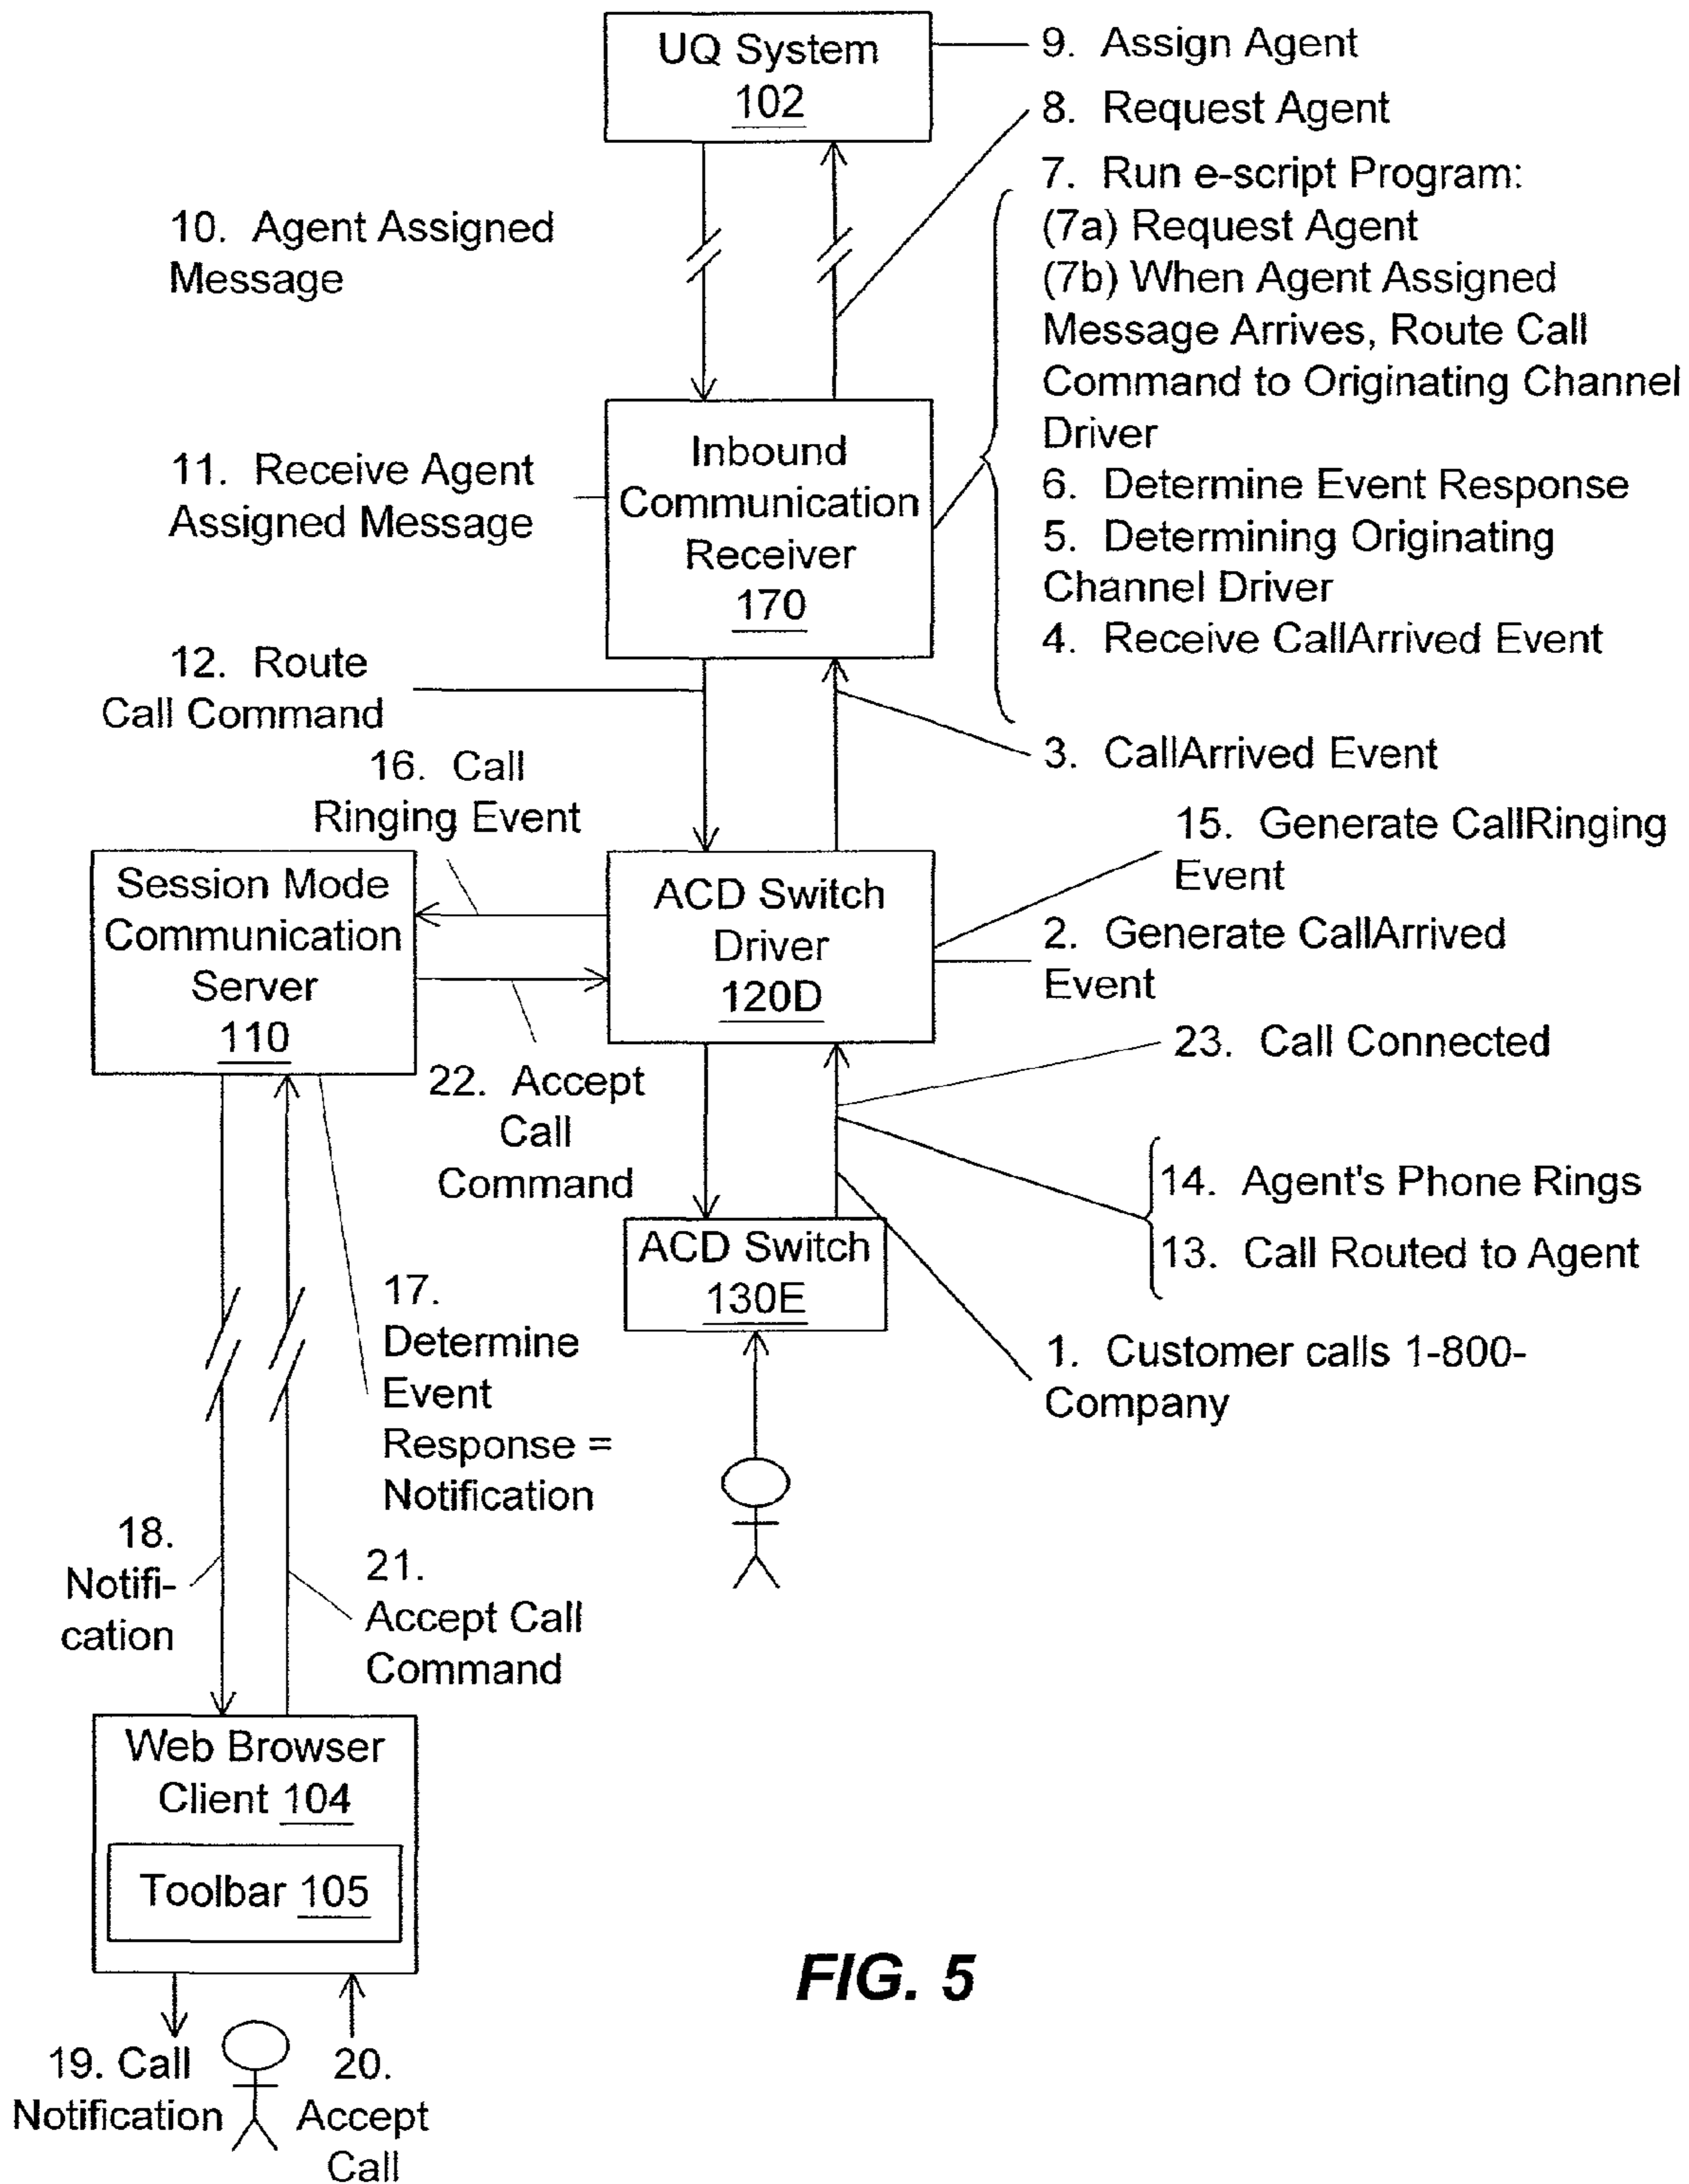 UQ System
102
9. Assign Agent
8. Request Agent
7. Run e-script Program:
(7a) Request Agent
(7b) When Agent Assigned
Message Arrives, Route Call
Command to Originating Channel
Driver
6. Determine Event Response
5. Determining Originating
Channel Driver
4. Receive CallArrived Event
10. Agent Assigned
Message
Inbound
Communication
Receiver
170
11. Receive Agent
Assigned Message
12. Route
Call Command
3. CallArrived Event
16. Call
Ringing Event
15. Generate CallRinging
Event
Session Mode
Communication
Server
110
ACD Switch
Driver
120D
2. Generate CallArrived
Event
23. Call Connected
22. Accept
Call
Command
14. Agent's Phone Rings
13. Call Routed to Agent
ACD Switch
130E
17.
Determine
Event
Response =
Notification
1. Customer calls 1-800-
Company
18.
Notifi-
cation
21.
Accept Call
Command
Web Browser
Client 104
Toolbar 105
FIG. 5
19. Call
Notification
20.
Accept
Call